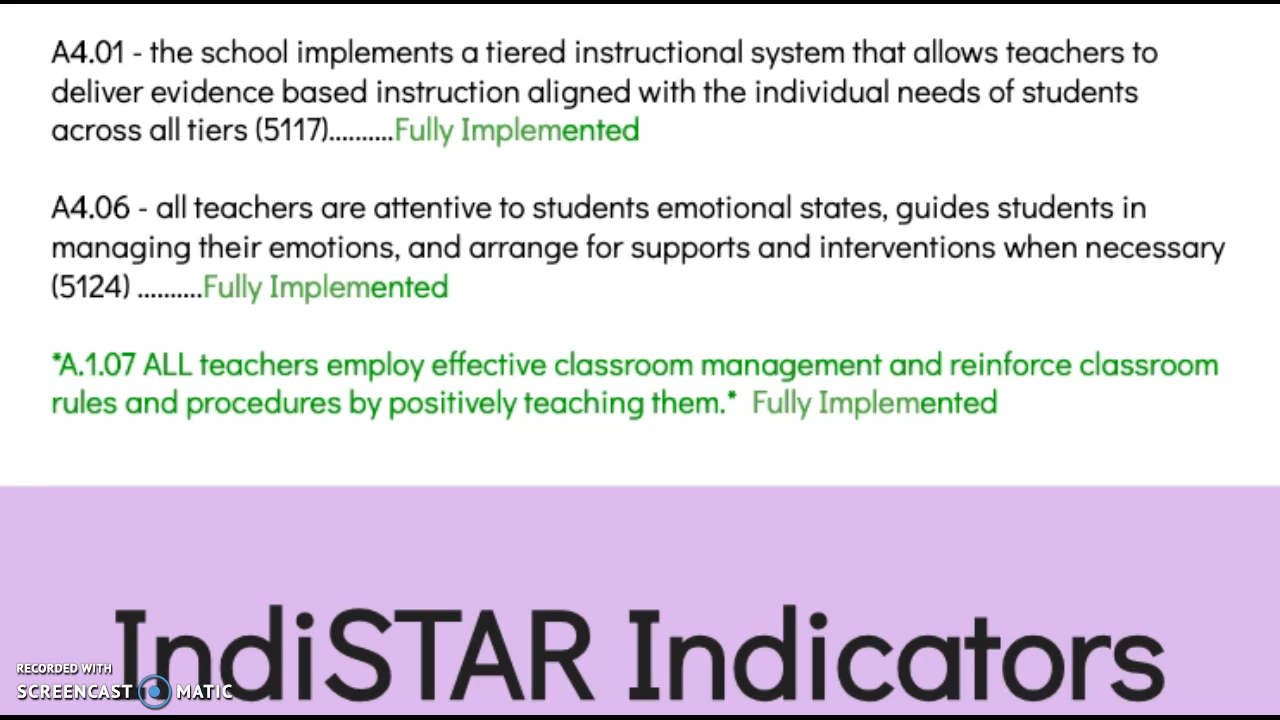 A4.01 - the school implements a tiered instructional system that allows teachers to
deliver evidence based instruction aligned with the individual needs of students
across all tiers (5117)..........Fully Implemented
A4.06 - all teachers are attentive to students emotional states, guides students in
managing their emotions, and arrange for supports and interventions when necessary
(5124) ..........Fully Implemented
*A.1.07 ALL teachers employ effective classroom management and reinforce classroom
rules and procedures by positively teaching them.* Fully Implemented
IndiSTAR Indicators
RECORDED WITH
SCREENCAST MATIC